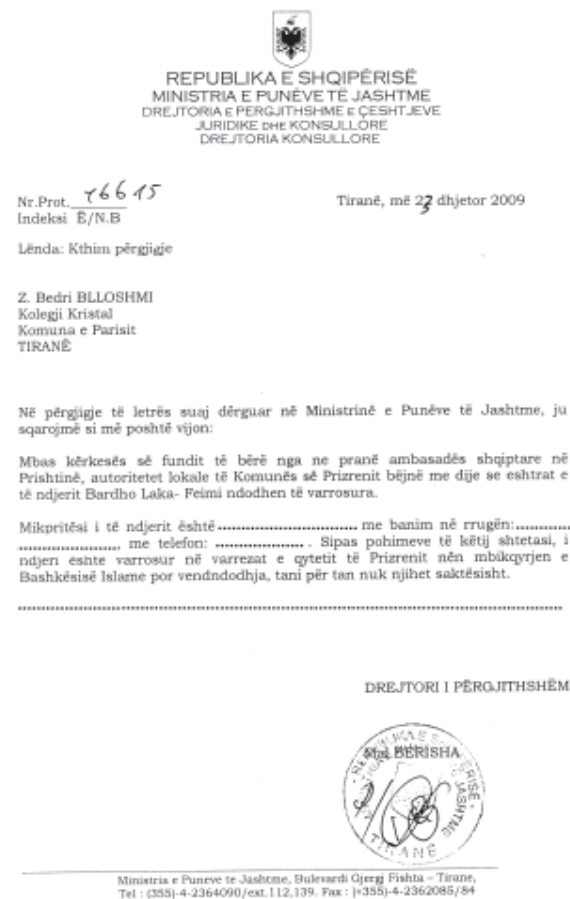 REPUBLIKA E SHQIPËRISË
MINISTRIA E PUNËVE TË JASHTME
DREJTORIA E PERGJITHSHME E ÇESHTJEVE
JURIDIKE DHE KONSULLORE
DREJTORIA KONSULLORE
Nr.Prot. 16615
Tiranë, më 23 dhjetor 2009
Indeksi Ë/N.B
Lënda: Kthim përgjigje
Z. Bedri BLLOSHMI
Kolegji Kristal
Komuna e Parisit
TIRANË
Në përgjigje të letrës suaj dërguar në Ministrinë e Punëve të Jashtme, ju
sqarojmë si më poshtë vijon:
Mbas kërkesës së fundit të bërë nga ne pranë ambasadës shqiptare në
Prishtinë, autoritetet lokale të Komunës së Prizrenit bëjnë me dije se eshtrat e
të ndjerit Bardho Laka- Feimi ndodhen të varrosura.
Mikpritësi i të ndjerit është .................................. me banim në rrugën:.............
........................, me telefon: ....................... . Sipas pohimeve të këtij shtetasi, i
ndjeri është varrosur në varrezat e qytetit të Prizrenit nën mbikqyrjen e
Bashkësisë Islame por vendndodhja, tani për tan nuk njihet saktësisht.
DREJTORI I PËRGJITHSHËM
Mal BERISHA
REPUBLIKA E SHQIPËRISË
JASHTME
TIRANË
Ministria e Puneve te Jashtme, Bulevardi Gjergj Fishta – Tirane,
Tel : (355)-4-2364090/ext.112,139. Fax : (+355)-4-2362085/84